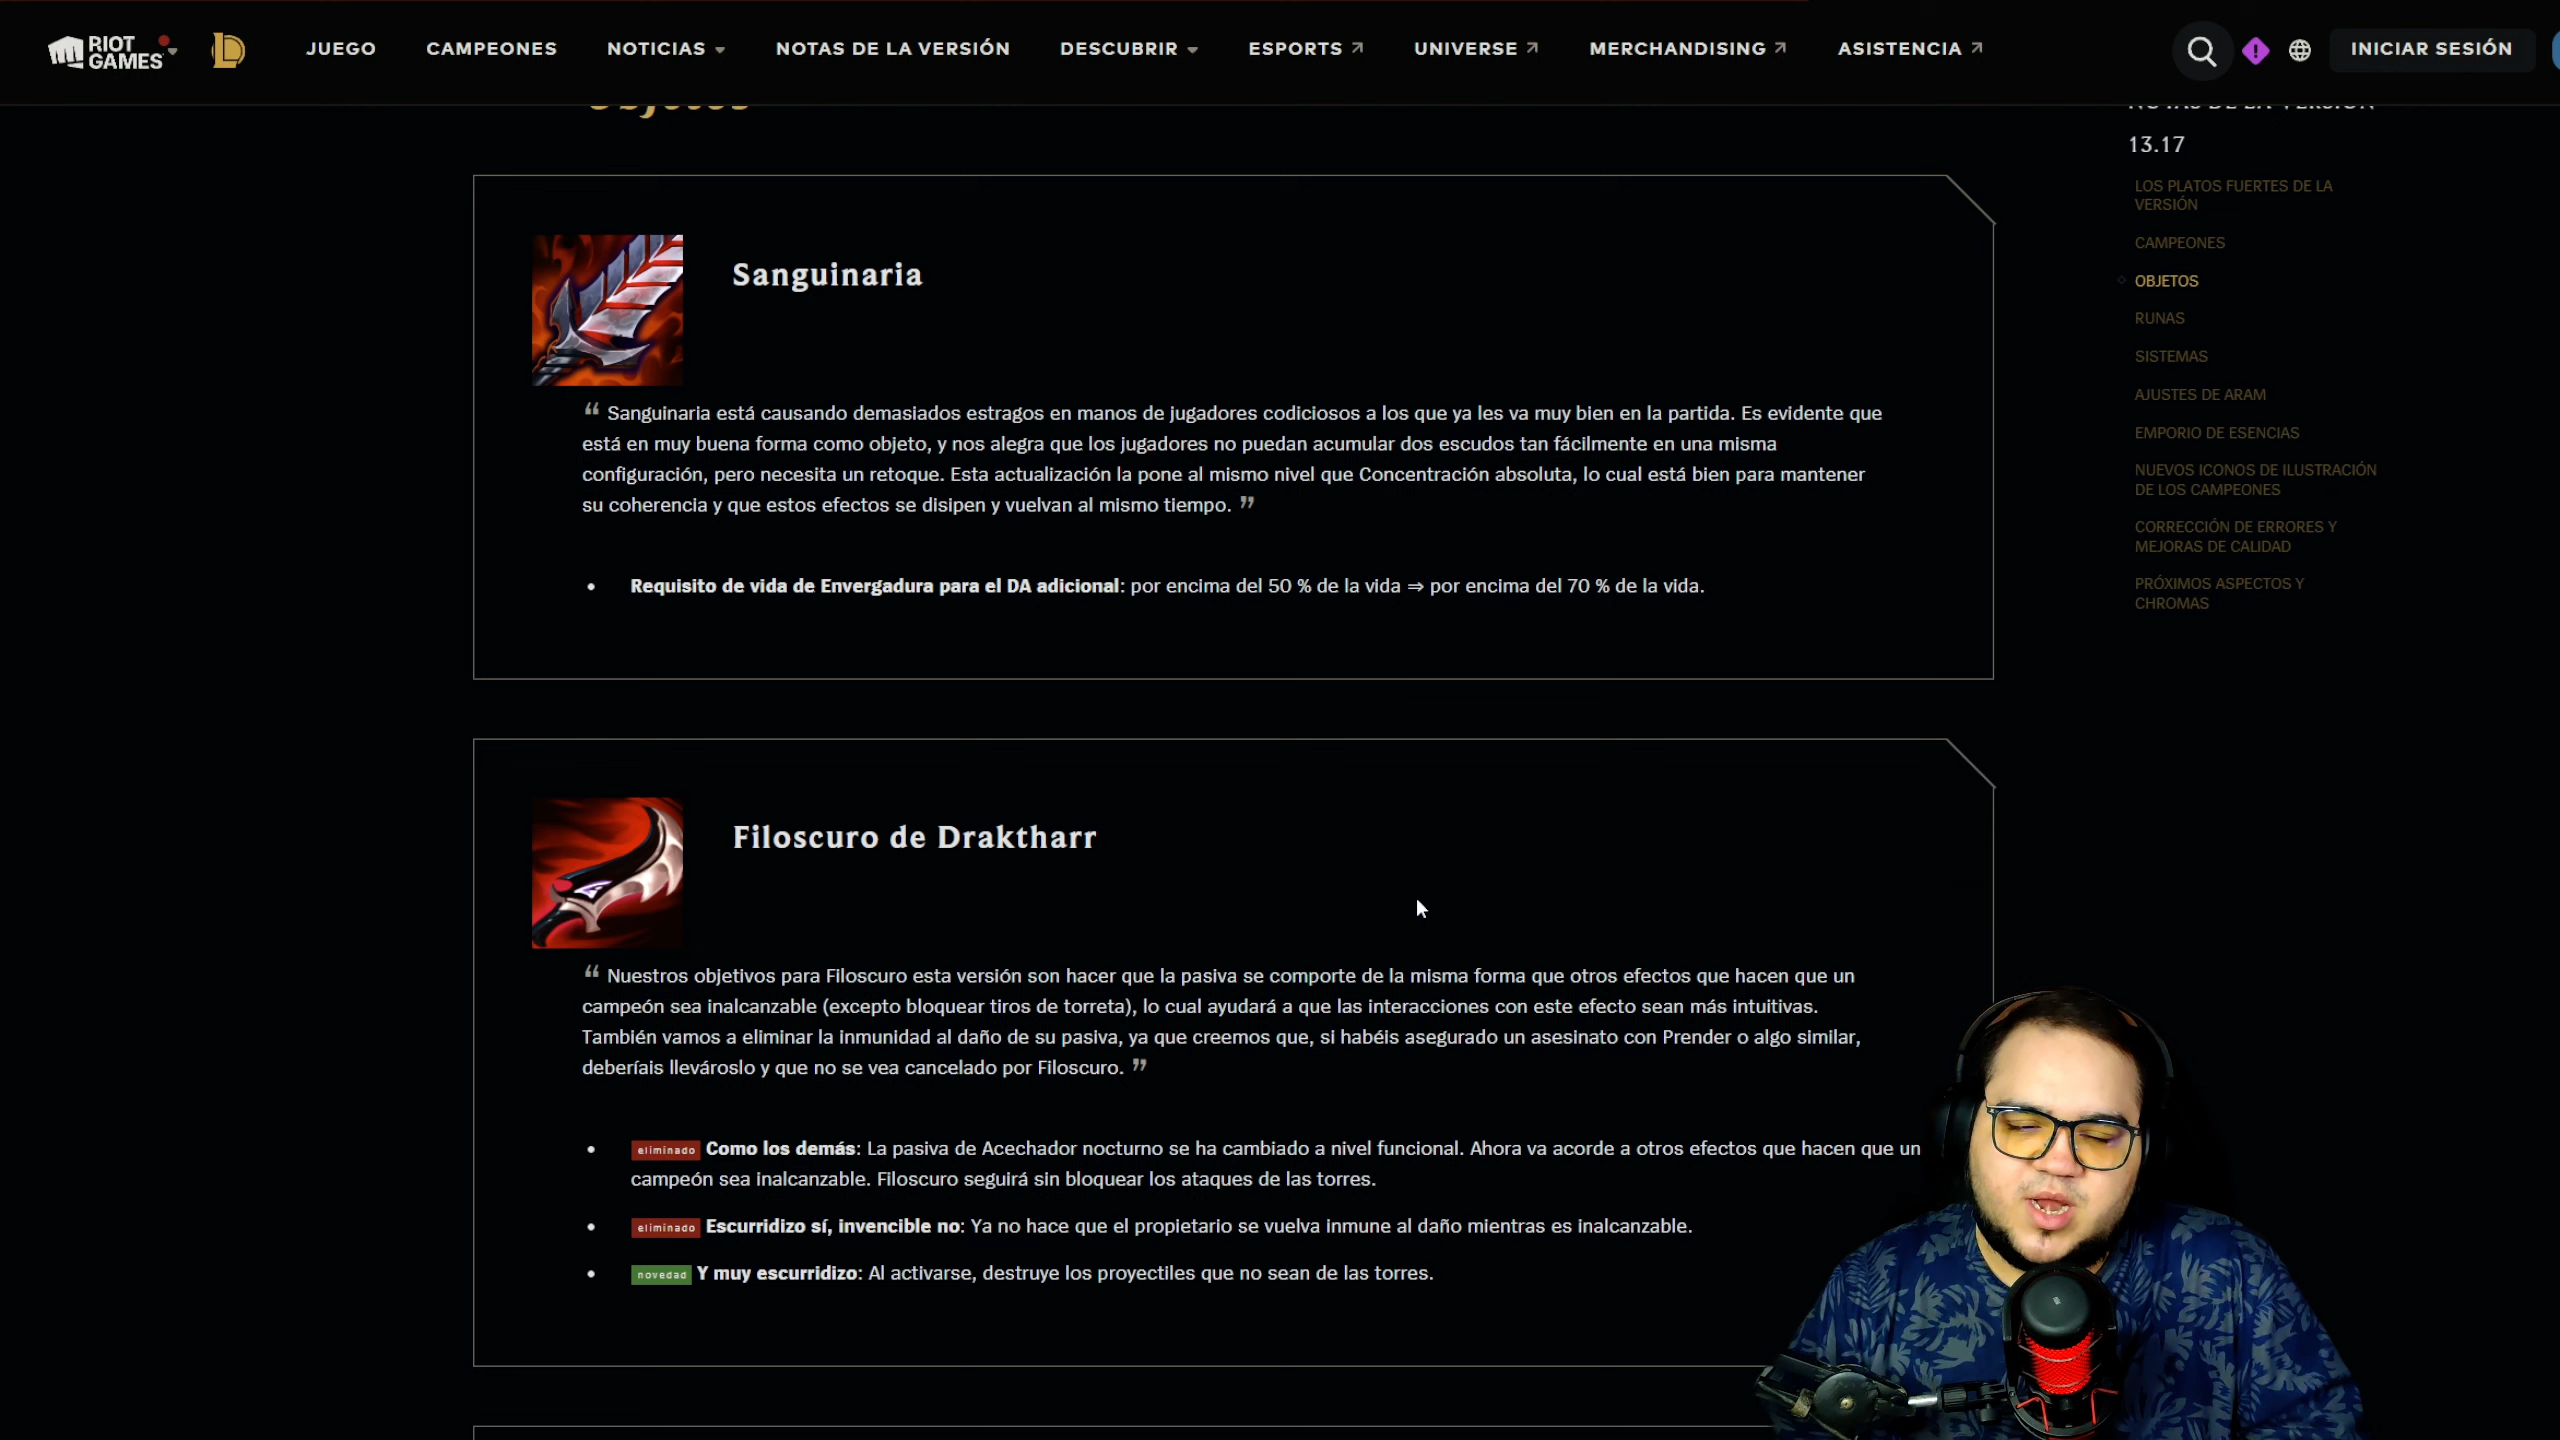 RIOT GAMES
JUEGO
CAMPEONES
NOTICIAS
NOTAS DE LA VERSIÓN
DESCUBRIR
ESPORTS
UNIVERSE
MERCHANDISING
ASISTENCIA
INICIAR SESIÓN
Objetos
Sanguinaria
“ Sanguinaria está causando demasiados estragos en manos de jugadores codiciosos a los que ya les va muy bien en la partida. Es evidente que
está en muy buena forma como objeto, y nos alegra que los jugadores no puedan acumular dos escudos tan fácilmente en una misma
configuración, pero necesita un retoque. Esta actualización la pone al mismo nivel que Concentración absoluta, lo cual está bien para mantener
su coherencia y que estos efectos se disipen y vuelvan al mismo tiempo. ”
• Requisito de vida de Envergadura para el DA adicional: por encima del 50 % de la vida ⇒ por encima del 70 % de la vida.
Filoscuro de Draktharr
“ Nuestros objetivos para Filoscuro esta versión son hacer que la pasiva se comporte de la misma forma que otros efectos que hacen que un
campeón sea inalcanzable (excepto bloquear tiros de torreta), lo cual ayudará a que las interacciones con este efecto sean más intuitivas.
También vamos a eliminar la inmunidad al daño de su pasiva, ya que creemos que, si habéis asegurado un asesinato con Prender o algo similar,
deberíais llevároslo y que no se vea cancelado por Filoscuro. ”
• eliminado Como los demás: La pasiva de Acechador nocturno se ha cambiado a nivel funcional. Ahora va acorde a otros efectos que hacen que un
campeón sea inalcanzable. Filoscuro seguirá sin bloquear los ataques de las torres.
• eliminado Escurridizo sí, invencible no: Ya no hace que el propietario se vuelva inmune al daño mientras es inalcanzable.
• novedad Y muy escurridizo: Al activarse, destruye los proyectiles que no sean de las torres.
NOTAS DE LA VERSIÓN
13.17
LOS PLATOS FUERTES DE LA
VERSIÓN
CAMPEONES
OBJETOS
RUNAS
SISTEMAS
AJUSTES DE ARAM
EMPORIO DE ESENCIAS
NUEVOS ICONOS DE ILUSTRACIÓN
DE LOS CAMPEONES
CORRECCIÓN DE ERRORES Y
MEJORAS DE CALIDAD
PRÓXIMOS ASPECTOS Y
CHROMAS